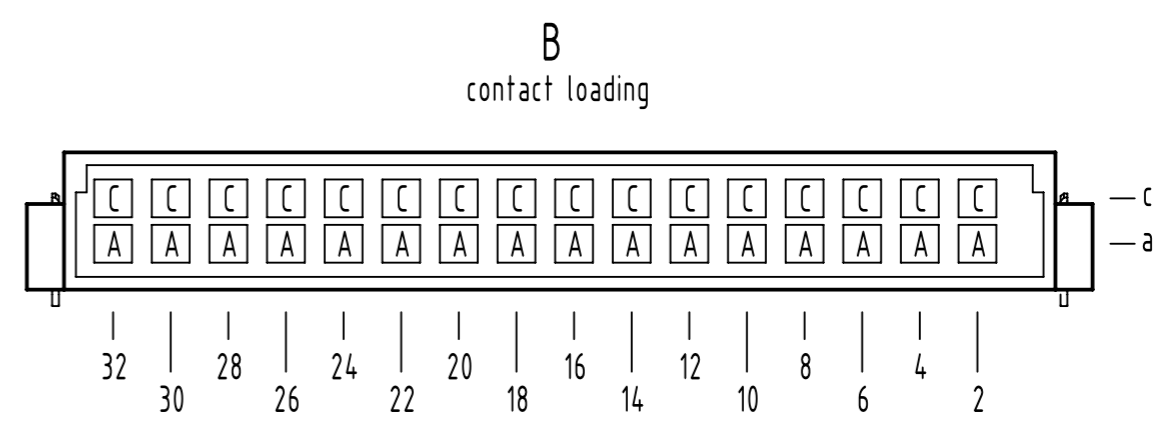 B
contact loading
C C C C C C C C C C C C C C C C — c
A A A A A A A A A A A A A A A A — a
32 28 24 20 16 12 8 4
30 26 22 18 14 10 6 2